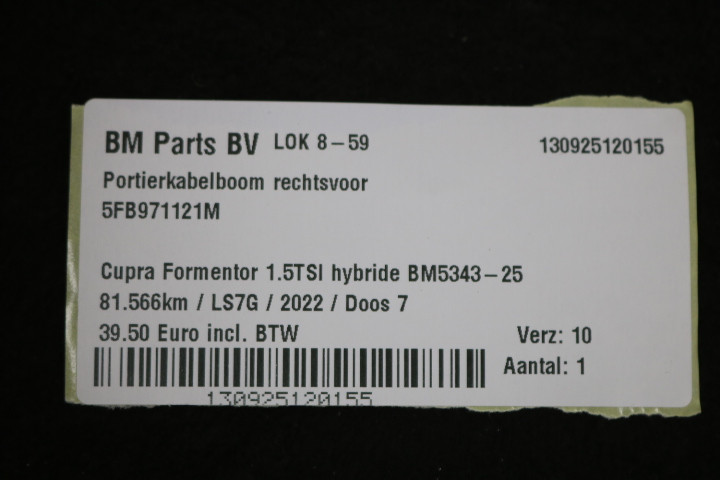 BM Parts BV LOK 8-59 130925120155
Portierkabelboom rechtsvoor
5FB971121M
Cupra Formentor 1.5TSI hybride BM5343-25
81.566km / LS7G / 2022 / Doos 7
39.50 Euro incl. BTW Verz: 10
Aantal: 1
130925120155